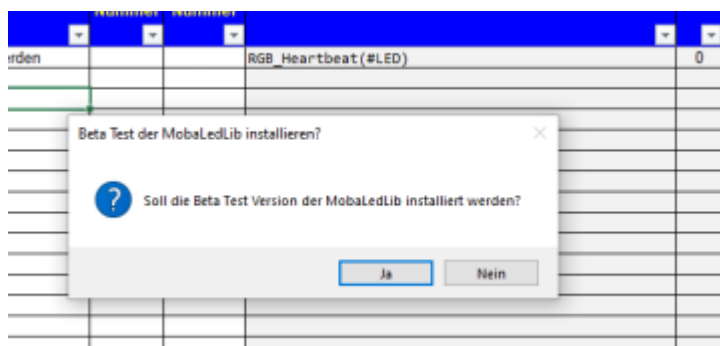 Nummer Nummer
erden
RGB_Heartbeat(#LED)
0
Beta Test der MobaLedLib installieren?
Soll die Beta Test Version der MobaLedLib installiert werden?
Ja
Nein